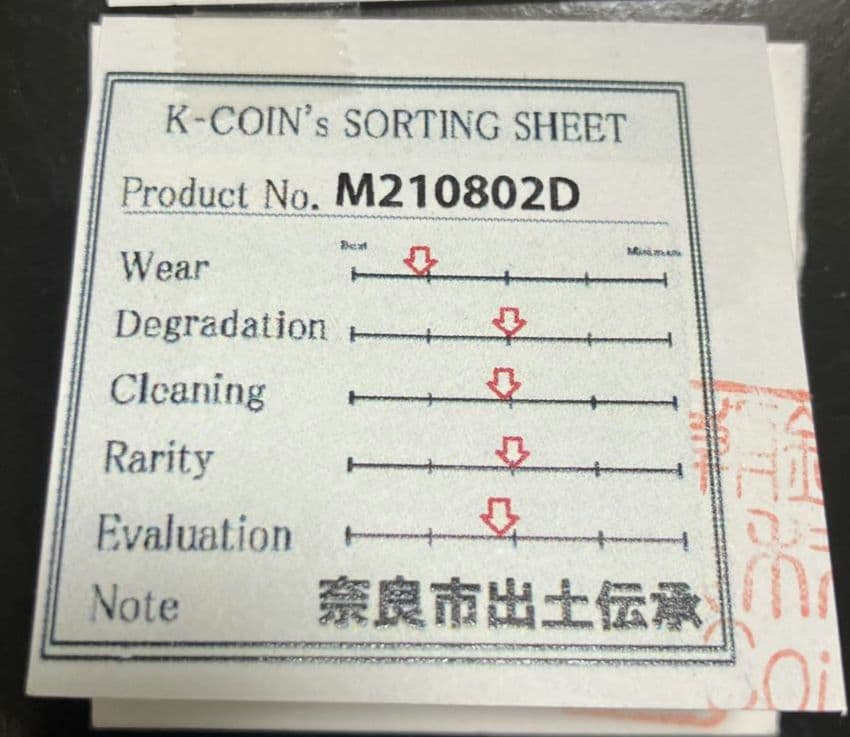 K-COIN's SORTING SHEET
Product No. M210802D
Best Minimum
Wear
Degradation
Cleaning
Rarity
Evaluation
Note 奈良市出土伝承